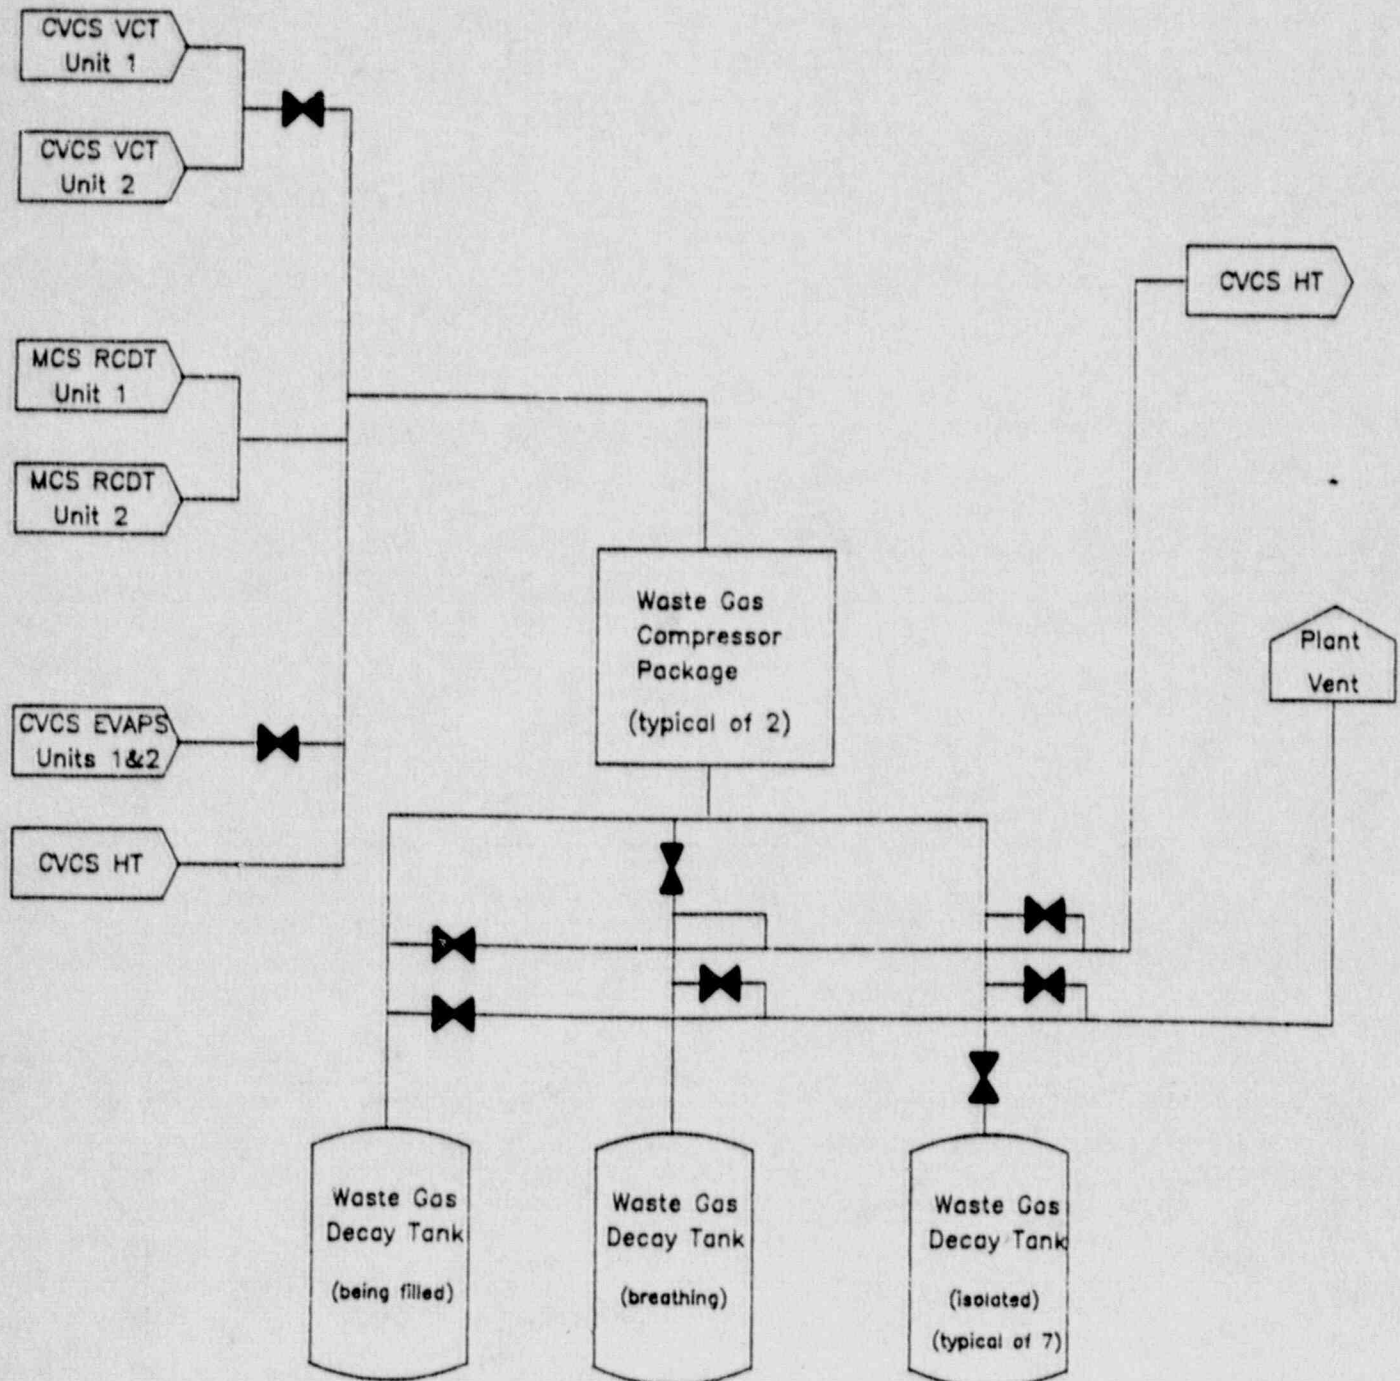 CVCS VCT
Unit 1
CVCS VCT
Unit 2
CVCS HT
MCS RCDT
Unit 1
MCS RCDT
Unit 2
Waste Gas
Compressor
Package
(typical of 2)
Plant
Vent
CVCS EVAPS
Units 1&2
CVCS HT
Waste Gas
Decay Tank
(being filled)
Waste Gas
Decay Tank
(breathing)
Waste Gas
Decay Tank
(isolated)
(typical of 7)